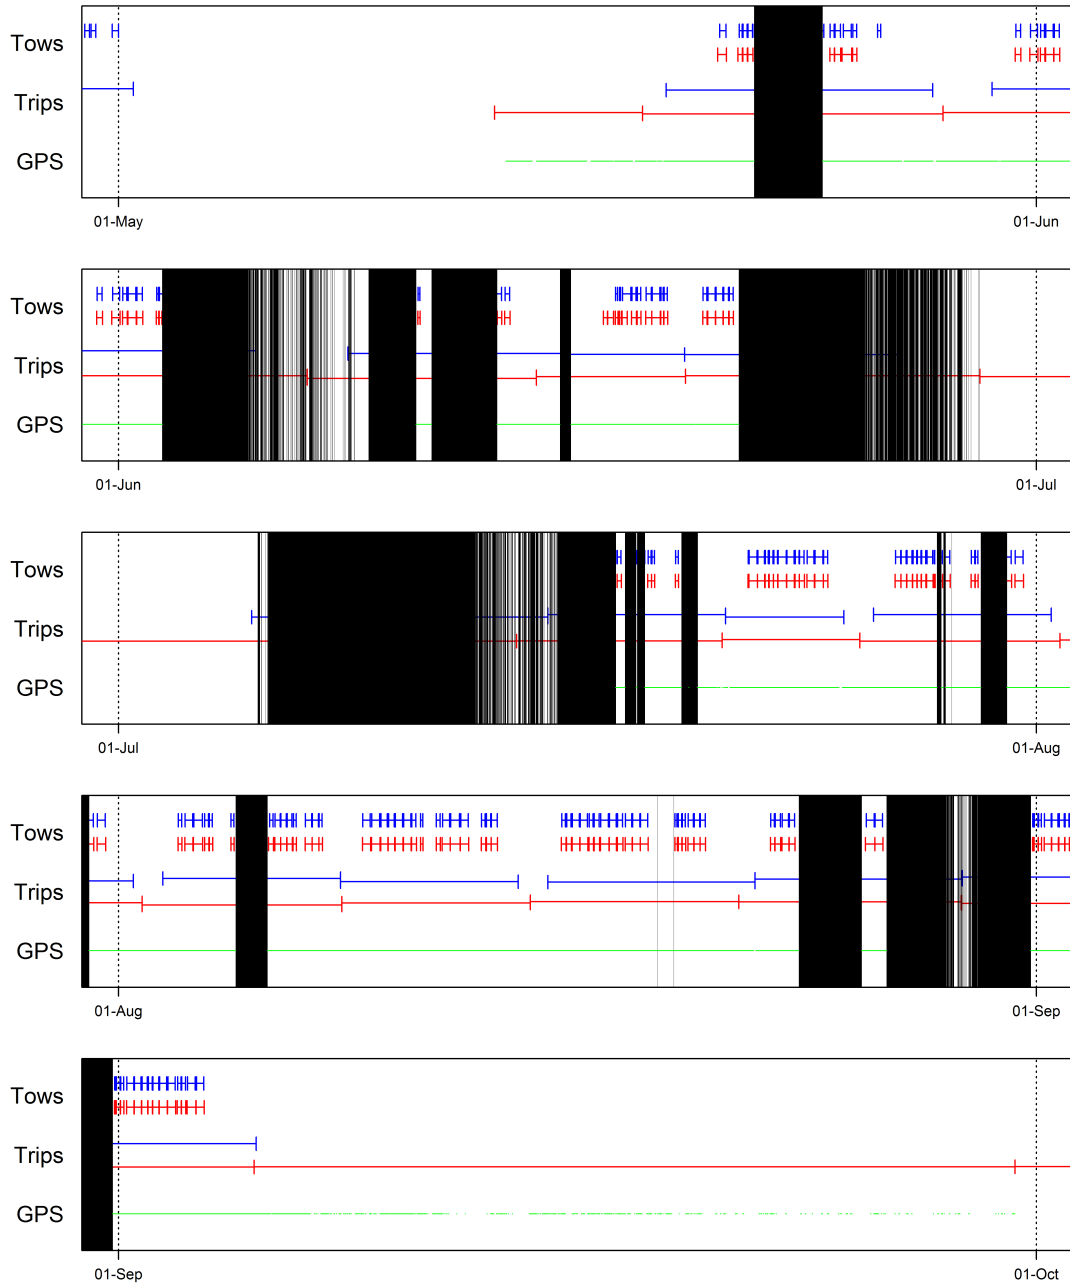 Tows
Trips
GPS
01-May 01-Jun
Tows
Trips
GPS
01-Jun 01-Jul
Tows
Trips
GPS
01-Jul 01-Aug
Tows
Trips
GPS
01-Aug 01-Sep
Tows
Trips
GPS
01-Sep 01-Oct